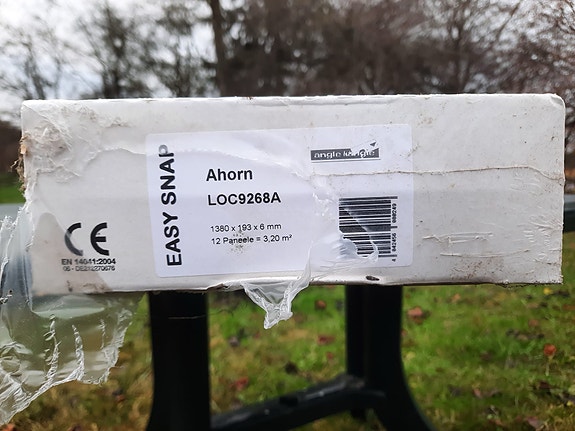 EASY SNAP
Ahorn
LOC9268A
1380 x 193 x 6 mm
12 Paneele = 3,20 m²
CE
EN 14041:2004